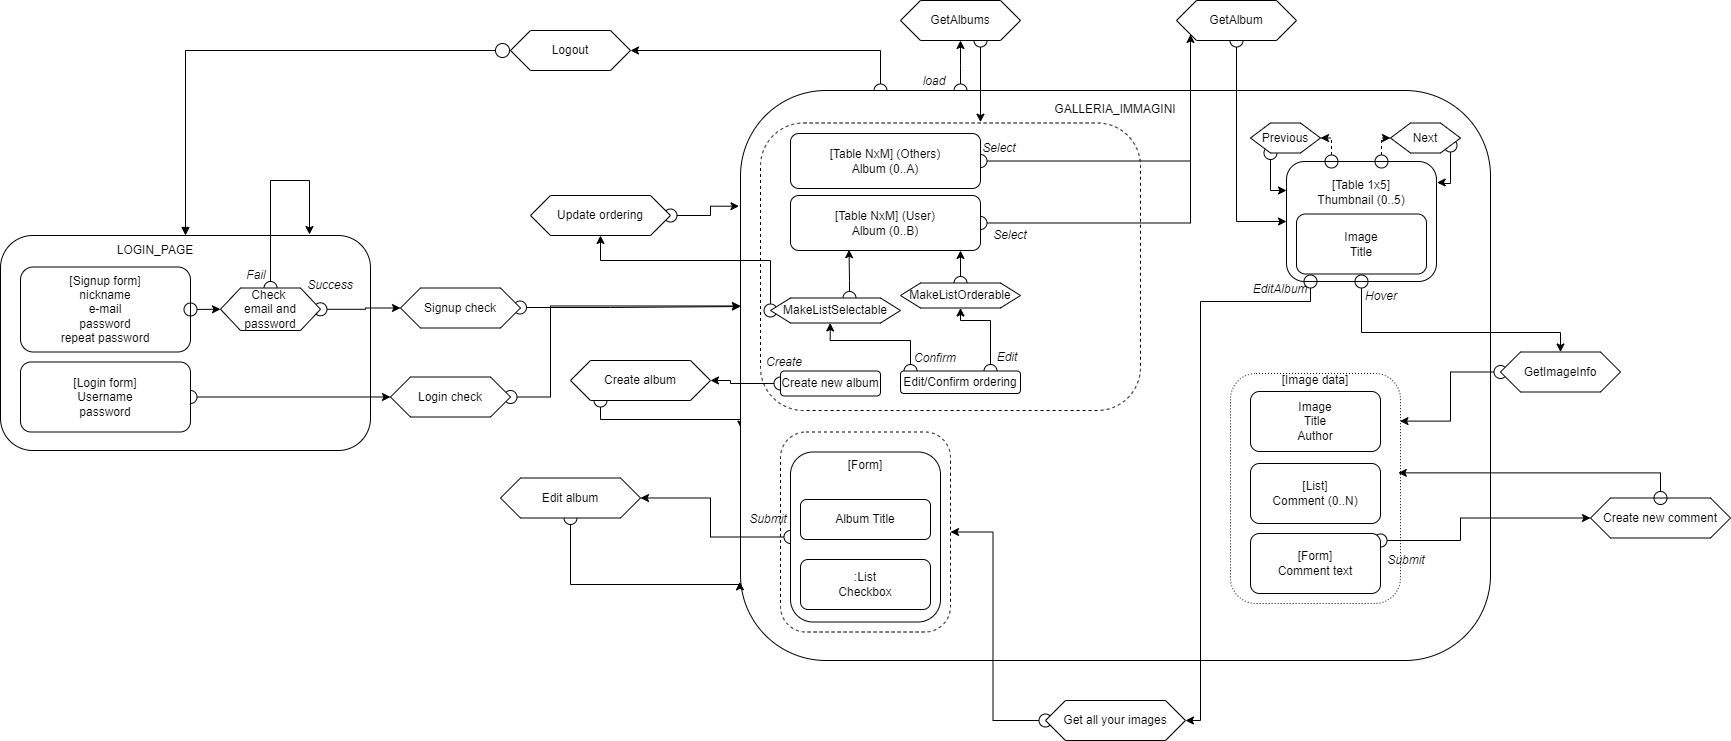 GetAlbums
GetAlbum
Logout
load
GALLERIA_IMMAGINI
Previous
Next
[Table NxM] (Others)
Album (0..A)
Select
[Table 1x5]
Thumbnail (0..5)
Update ordering
[Table NxM] (User)
Album (0..B)
Select
Image
Title
LOGIN_PAGE
[Signup form]
nickname
e-mail
password
repeat password
Fail
Success
Check
email and
password
Signup check
MakeListSelectable
MakeListOrderable
EditAlbum
Hover
Create
Confirm
Edit
Create album
Create new album
Edit/Confirm ordering
GetImageInfo
[Login form]
Username
password
Login check
[Image data]
Image
Title
Author
[Form]
Album Title
:List
Checkbox
Edit album
Submit
[List]
Comment (0..N)
Create new comment
[Form]
Comment text
Submit
Get all your images